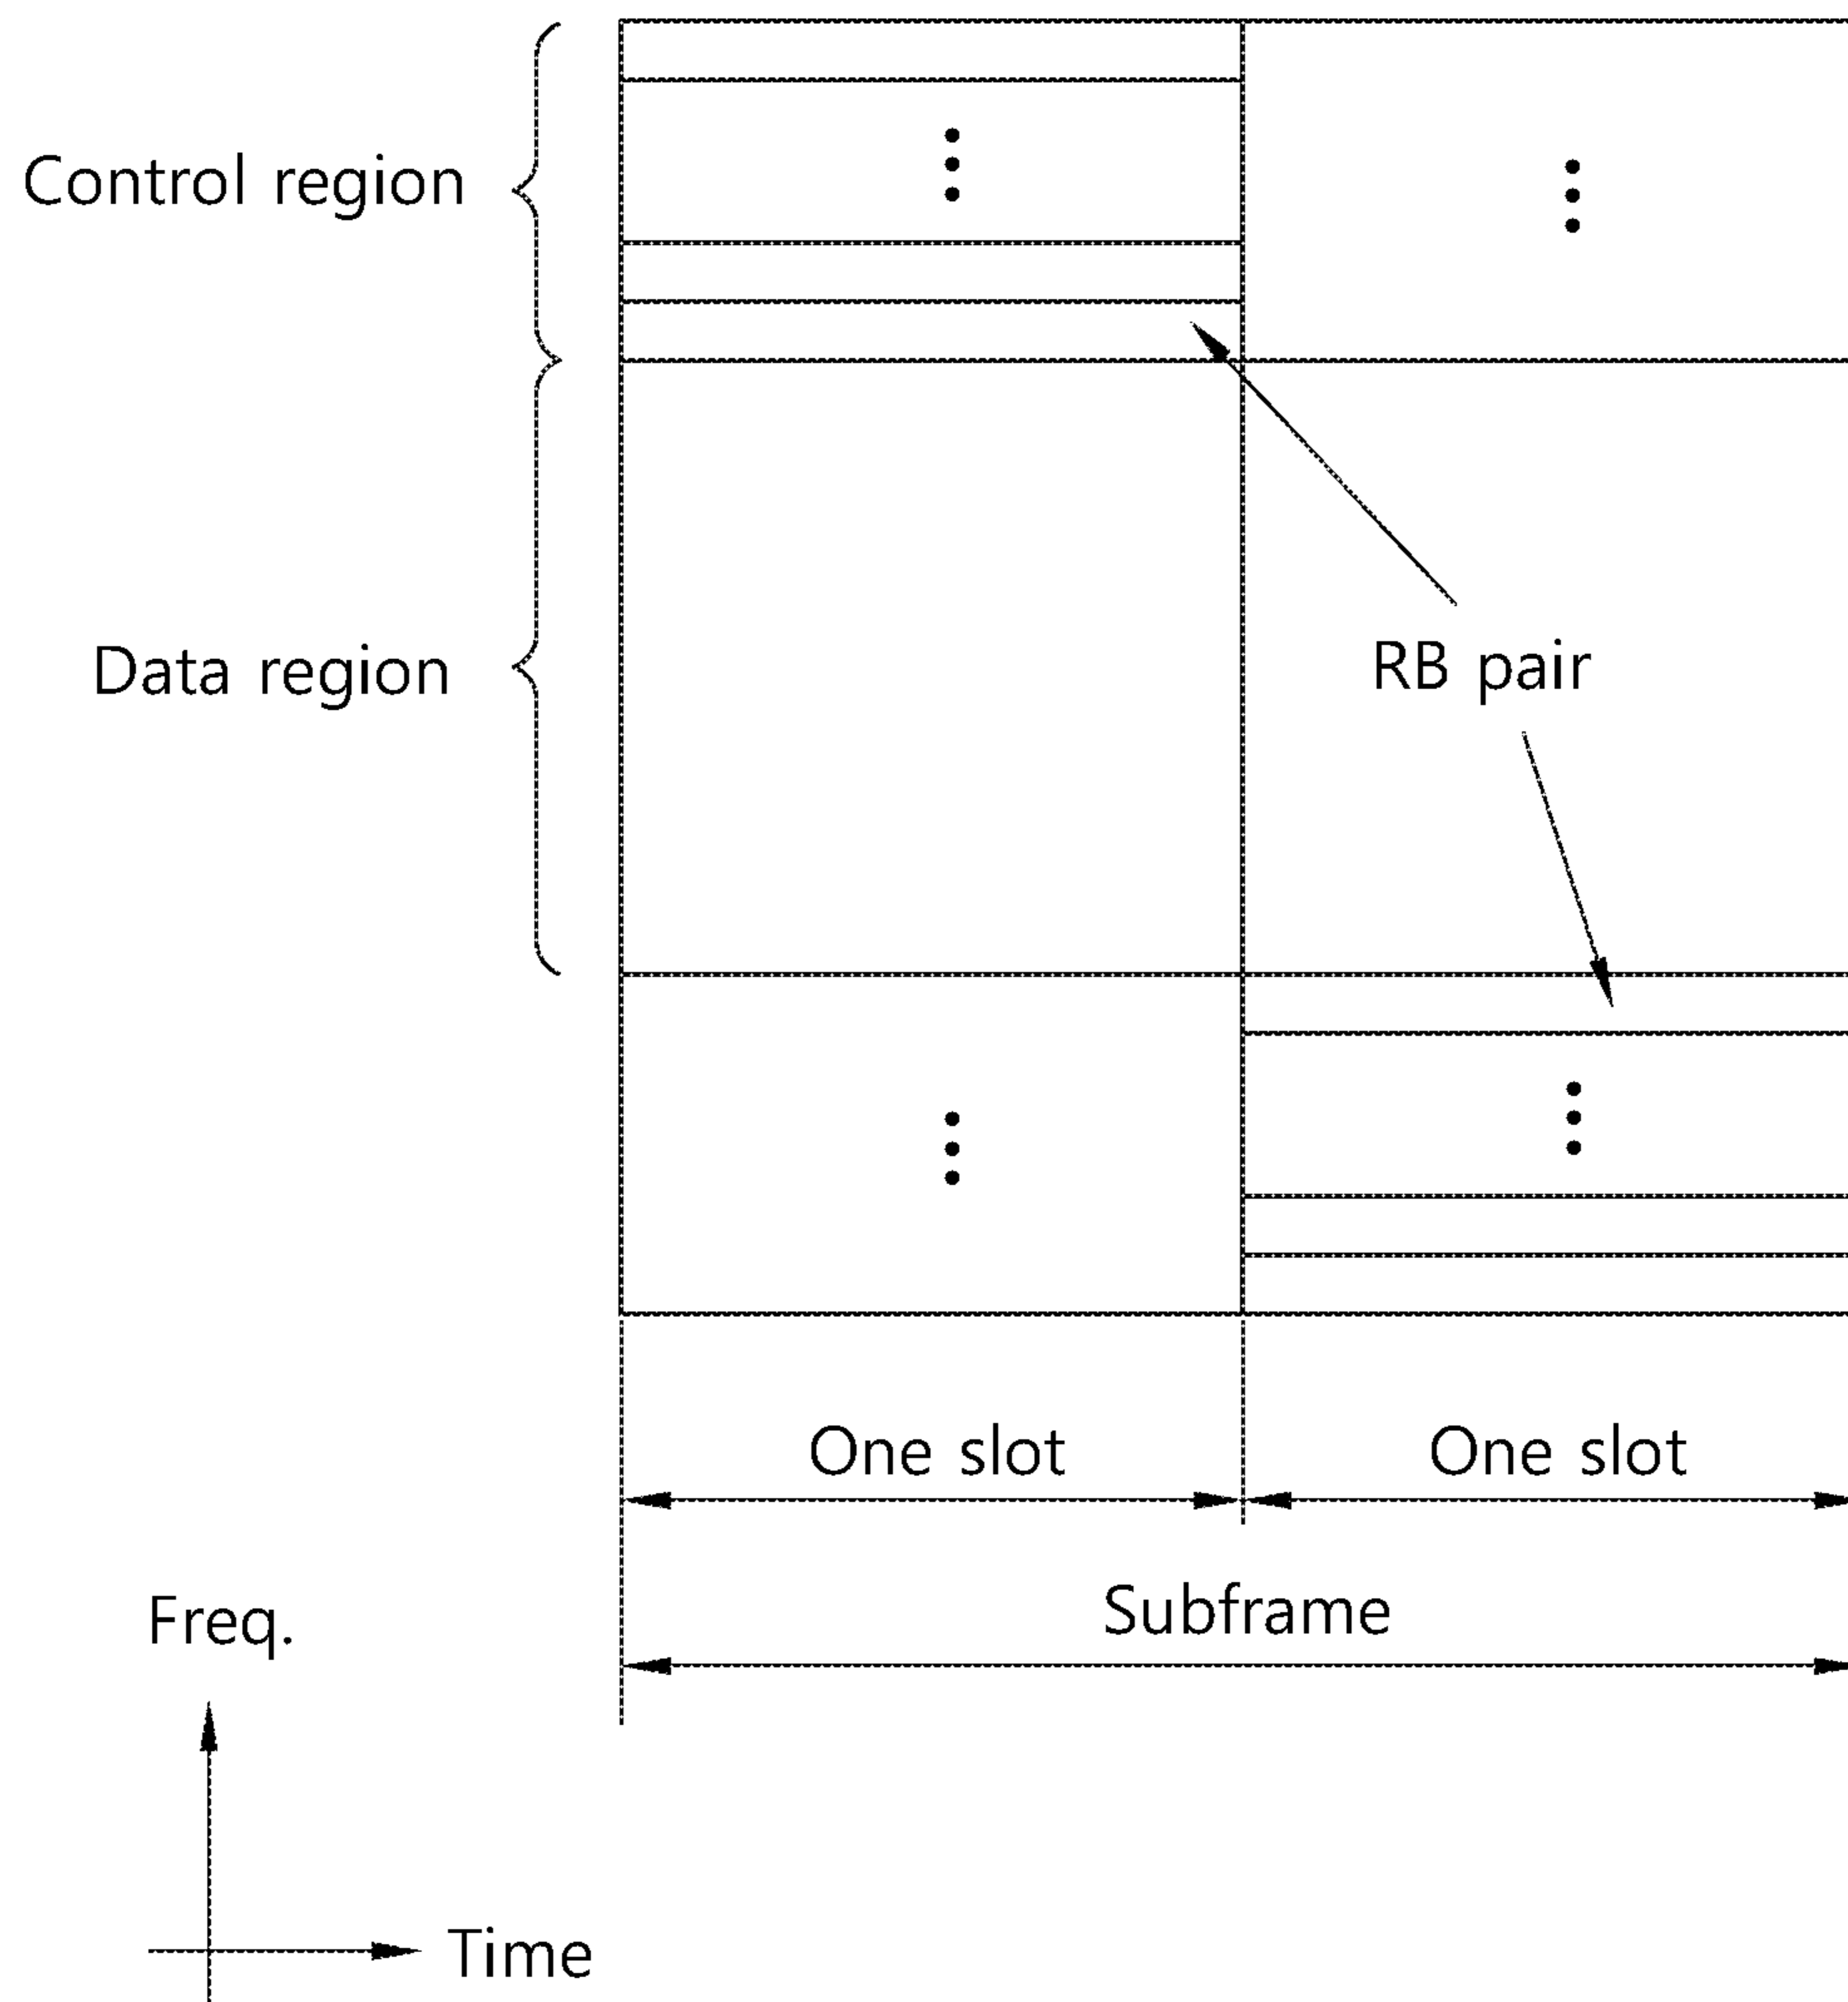 Control region
Data region
RB pair
One slot
One slot
Subframe
Freq.
Time